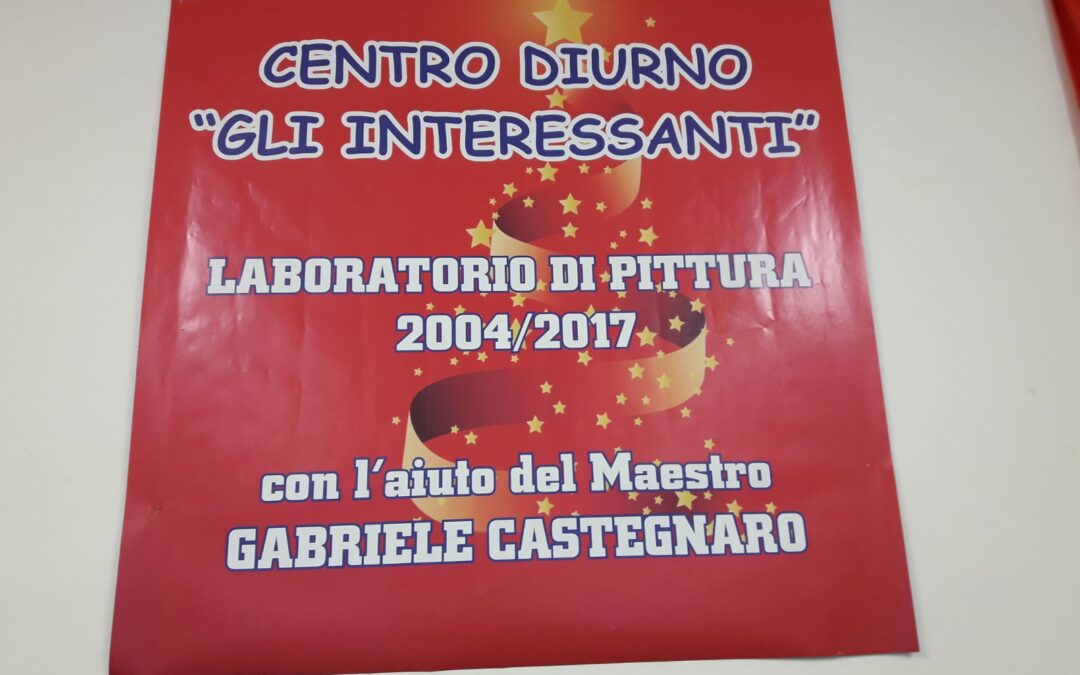 CENTRO DIURNO
"GLI INTERESSANTI"
LABORATORIO DI PITTURA
2004/2017
con l'aiuto del Maestro
GABRIELE CASTEGNARO